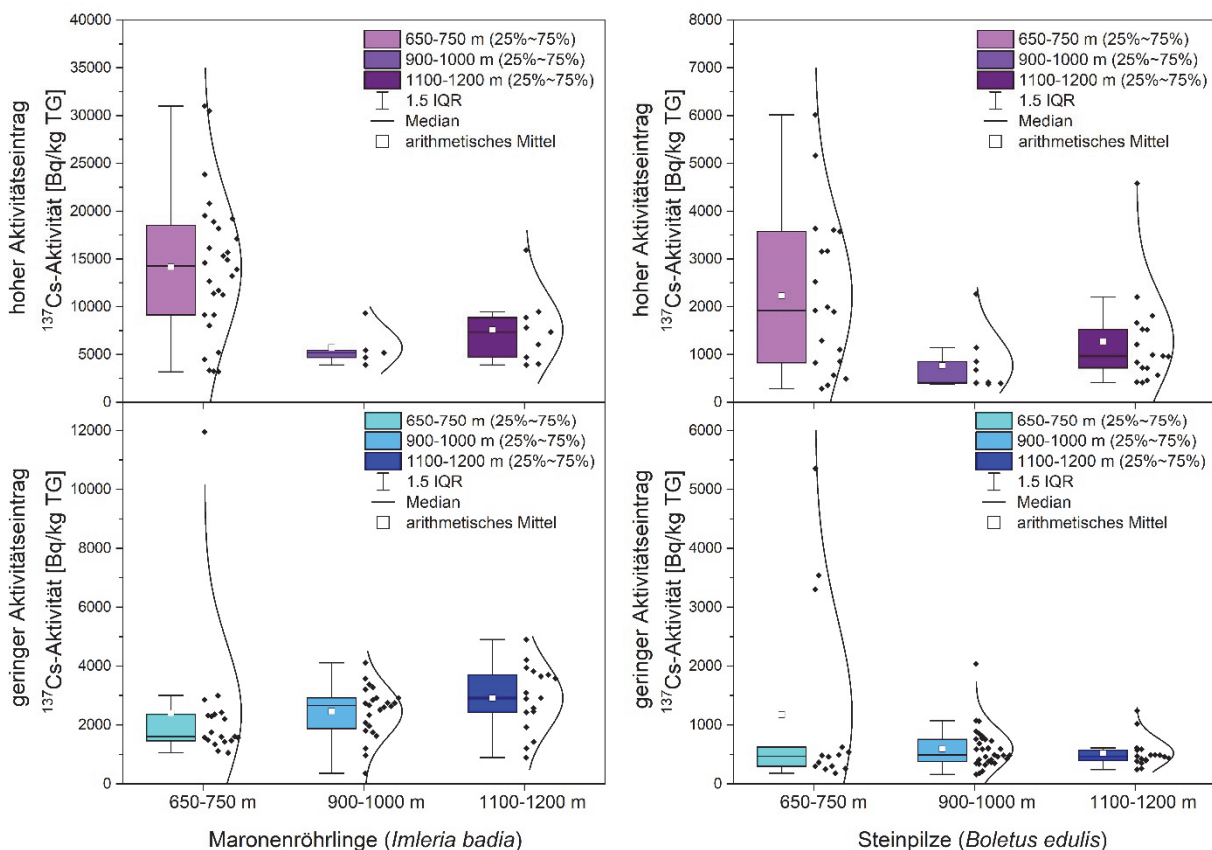 hoher Aktivitätseintrag
¹³⁷Cs-Aktivität [Bq/kg TG]
40000
35000
30000
25000
20000
15000
10000
5000
0
650-750 m (25%~75%)
900-1000 m (25%~75%)
1100-1200 m (25%~75%)
1.5 IQR
Median
arithmetisches Mittel
hoher Aktivitätseintrag
¹³⁷Cs-Aktivität [Bq/kg TG]
8000
7000
6000
5000
4000
3000
2000
1000
0
650-750 m (25%~75%)
900-1000 m (25%~75%)
1100-1200 m (25%~75%)
1.5 IQR
Median
arithmetisches Mittel
geringer Aktivitätseintrag
¹³⁷Cs-Aktivität [Bq/kg TG]
12000
10000
8000
6000
4000
2000
0
650-750 m (25%~75%)
900-1000 m (25%~75%)
1100-1200 m (25%~75%)
1.5 IQR
Median
arithmetisches Mittel
650-750 m
900-1000 m
1100-1200 m
Maronenröhrlinge (Imleria badia)
geringer Aktivitätseintrag
¹³⁷Cs-Aktivität [Bq/kg TG]
6000
5000
4000
3000
2000
1000
0
650-750 m (25%~75%)
900-1000 m (25%~75%)
1100-1200 m (25%~75%)
1.5 IQR
Median
arithmetisches Mittel
650-750 m
900-1000 m
1100-1200 m
Steinpilze (Boletus edulis)